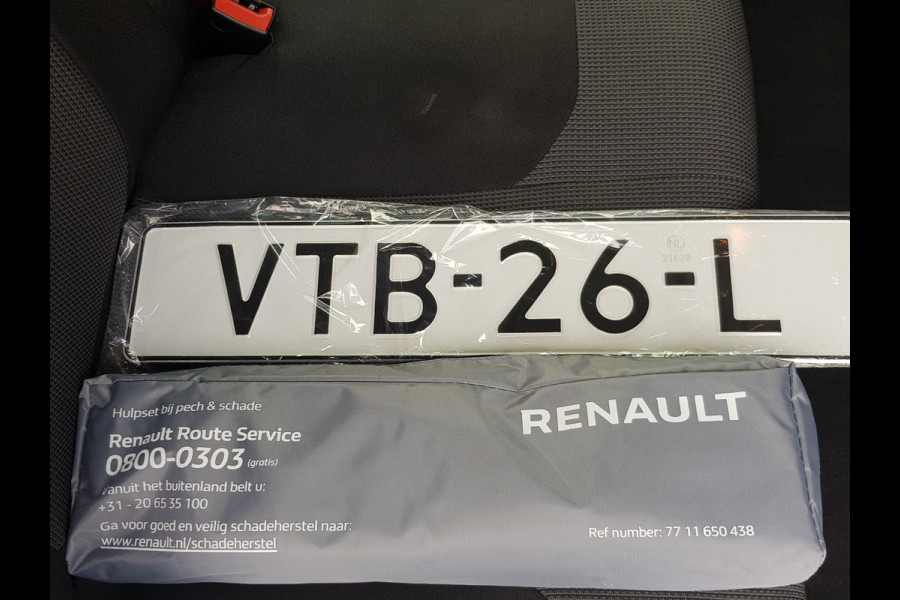 VTB-26-L
NL
Hulpset bij pech & schade
RENAULT
Renault Route Service
0800-0303 (gratis)
Vanuit het buitenland belt u:
+31 - 20 65 35 100
Ga voor goed en veilig schadeherstel naar:
www.renault.nl/schadeherstel
Ref number: 77 11 650 438